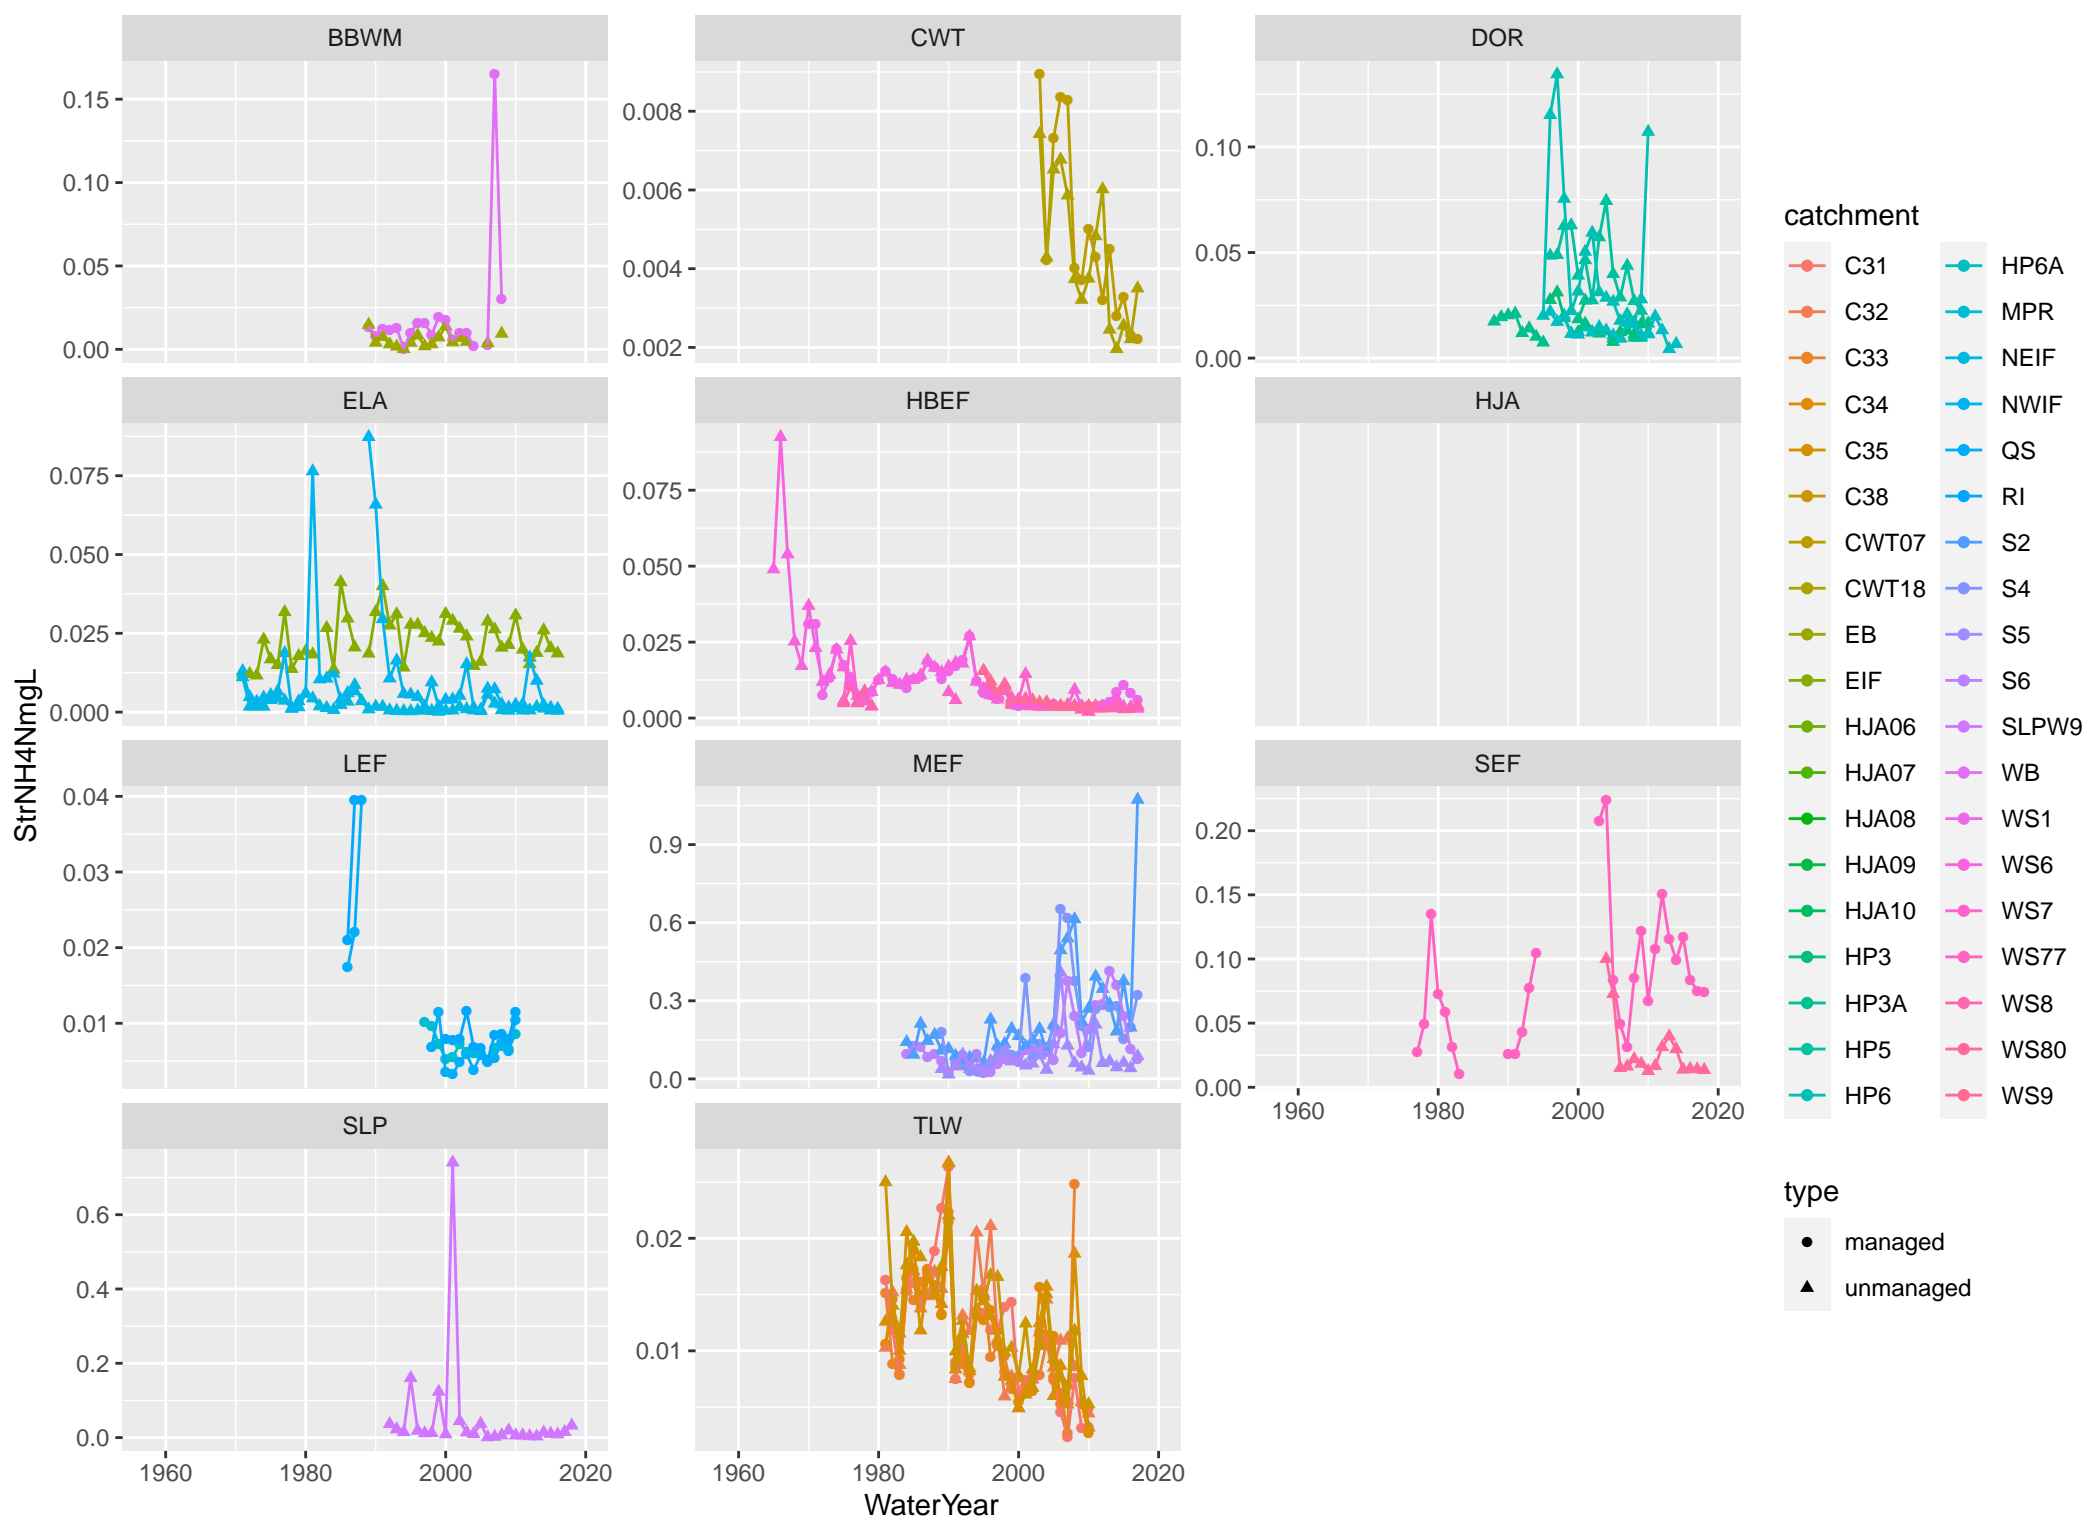 BBWM
CWT
DOR
0.15
0.10
0.05
0.00
0.008
0.006
0.004
0.002
0.10
0.05
0.00
ELA
HBEF
HJA
0.075
0.050
0.025
0.000
0.075
0.050
0.025
0.000
LEF
MEF
SEF
0.04
0.03
0.02
0.01
0.9
0.6
0.3
0.0
0.20
0.15
0.10
0.05
0.00
1960 1980 2000 2020
SLP
TLW
0.6
0.4
0.2
0.0
0.02
0.01
1960 1980 2000 2020
1960 1980 2000 2020
WaterYear
StrNH4NmgL
catchment
C31
C32
C33
C34
C35
C38
CWT07
CWT18
EB
EIF
HJA06
HJA07
HJA08
HJA09
HJA10
HP3
HP3A
HP5
HP6
HP6A
MPR
NEIF
NWIF
QS
RI
S2
S4
S5
S6
SLPW9
WB
WS1
WS6
WS7
WS77
WS8
WS80
WS9
type
managed
unmanaged